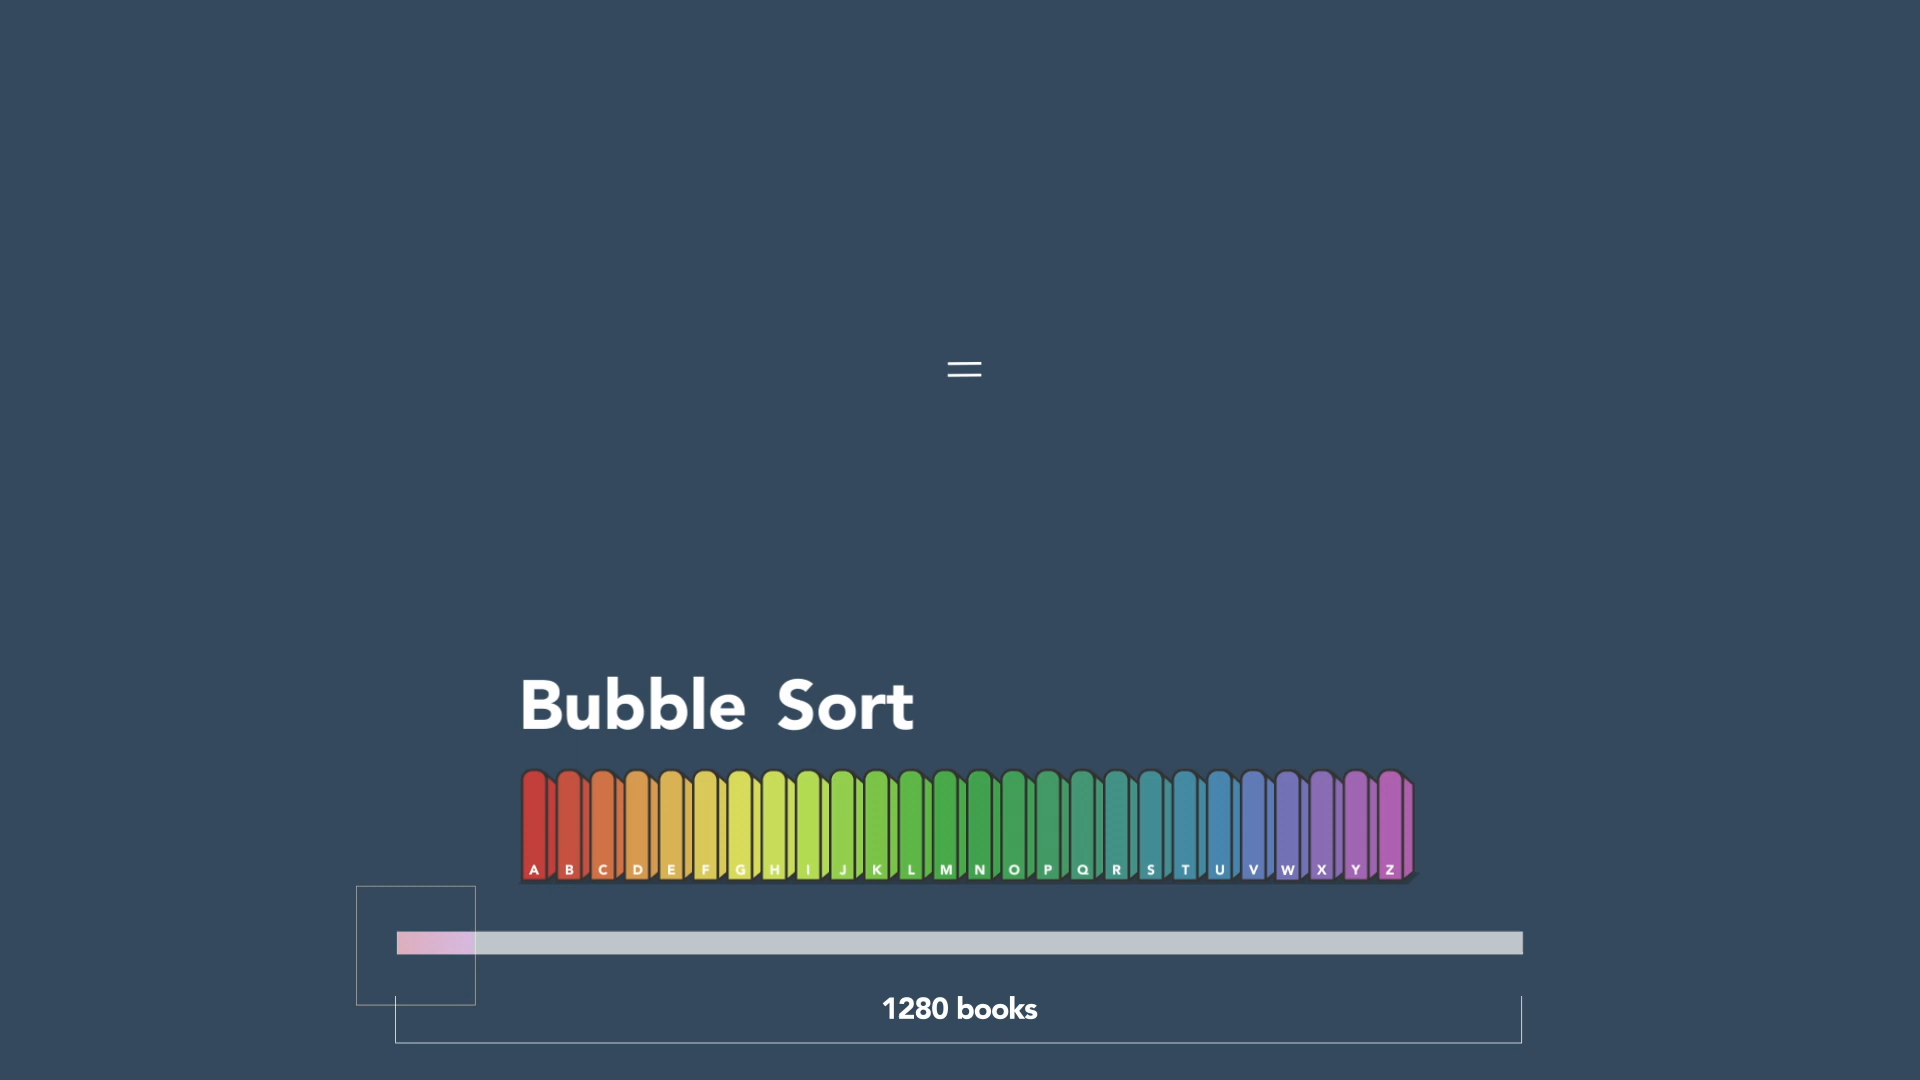 Bubble Sort
A B C D E F G H I J K L M N O P Q R S T U V W X Y Z
1280 books